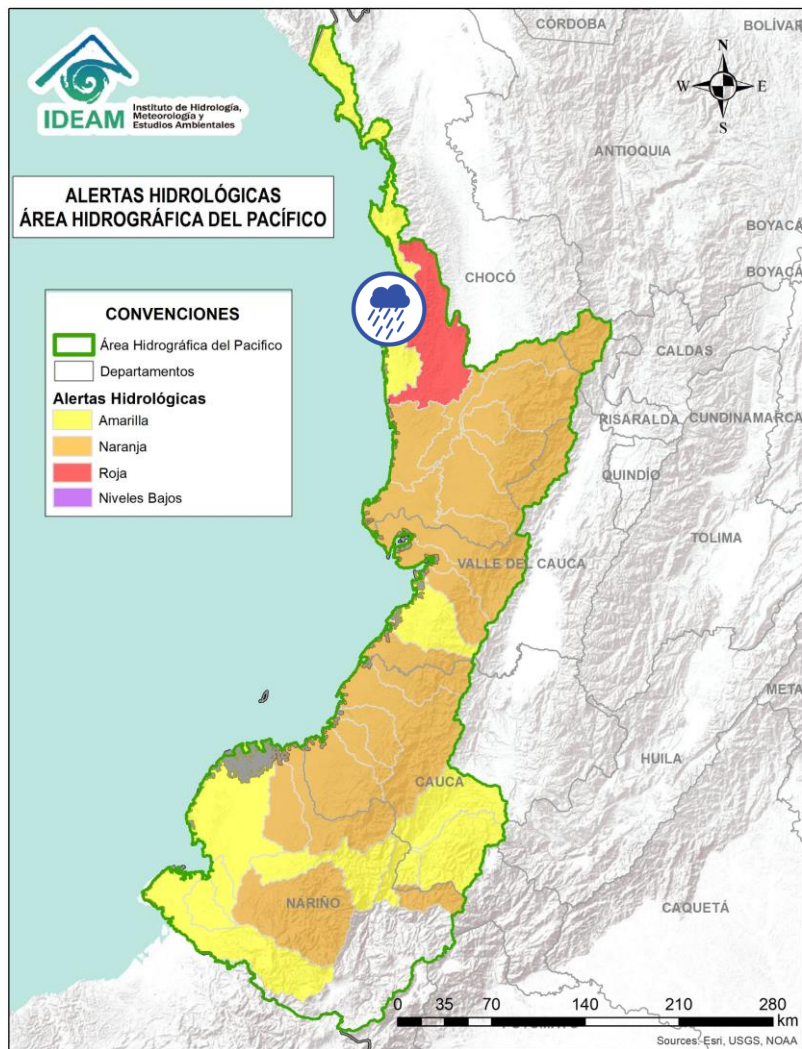 IDEAM
Instituto de Hidrología,
Meteorología y
Estudios Ambientales
ALERTAS HIDROLÓGICAS
ÁREA HIDROGRÁFICA DEL PACÍFICO
CONVENCIONES
Área Hidrográfica del Pacifico
Departamentos
Alertas Hidrológicas
Amarilla
Naranja
Roja
Niveles Bajos
N
W
E
S
CÓRDOBA
BOLÍVAR
ANTIOQUIA
BOYACÁ
BOYACÁ
CHOCÓ
CALDAS
RISARALDA
CUNDINAMARCA
QUINDÍO
TOLIMA
VALLE DEL CAUCA
META
HUILA
CAUCA
NARIÑO
CAQUETÁ
0 35 70 140 210 280
km
Sources: Esri, USGS, NOAA